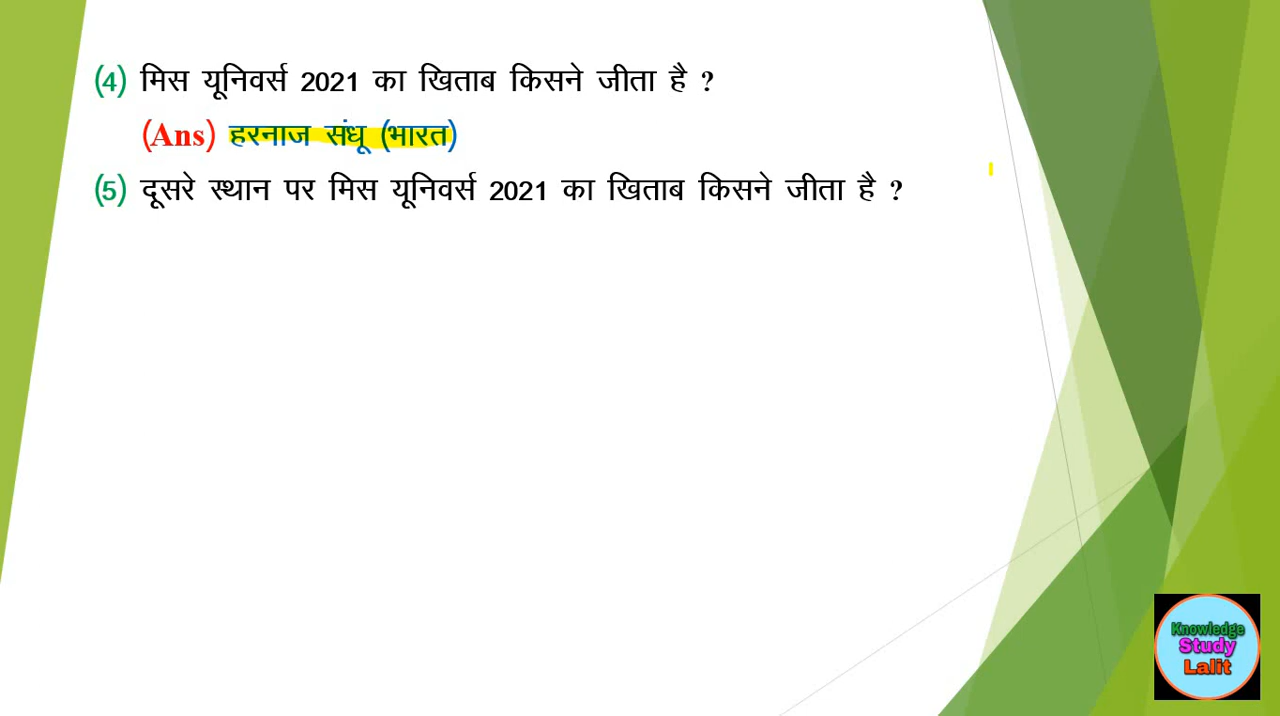 (4) मिस यूनिवर्स 2021 का खिताब किसने जीता है ?
(Ans) हरनाज संधू (भारत)
(5) दूसरे स्थान पर मिस यूनिवर्स 2021 का खिताब किसने जीता है ?
Knowledge
Study
Lalit